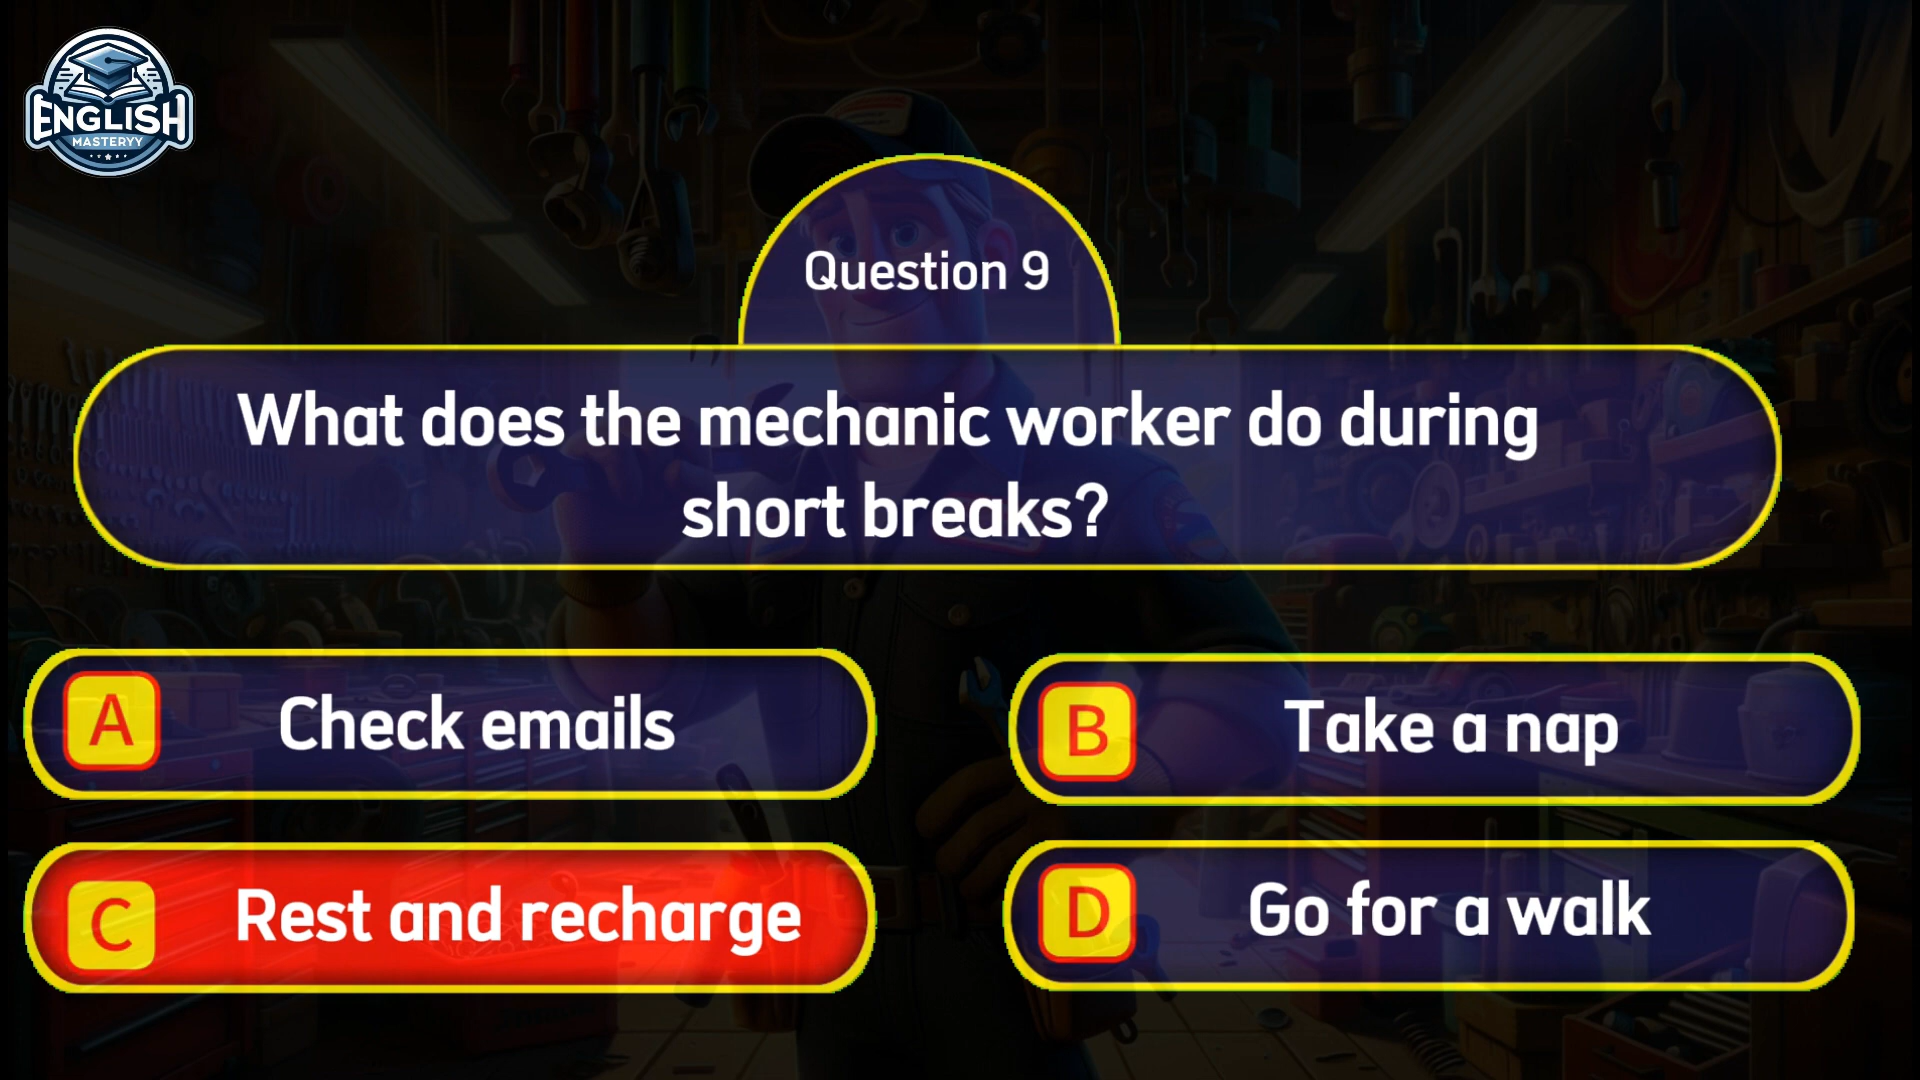 ENGLISH
MASTERYY
Question 9
What does the mechanic worker do during
short breaks?
A Check emails
B Take a nap
C Rest and recharge
D Go for a walk